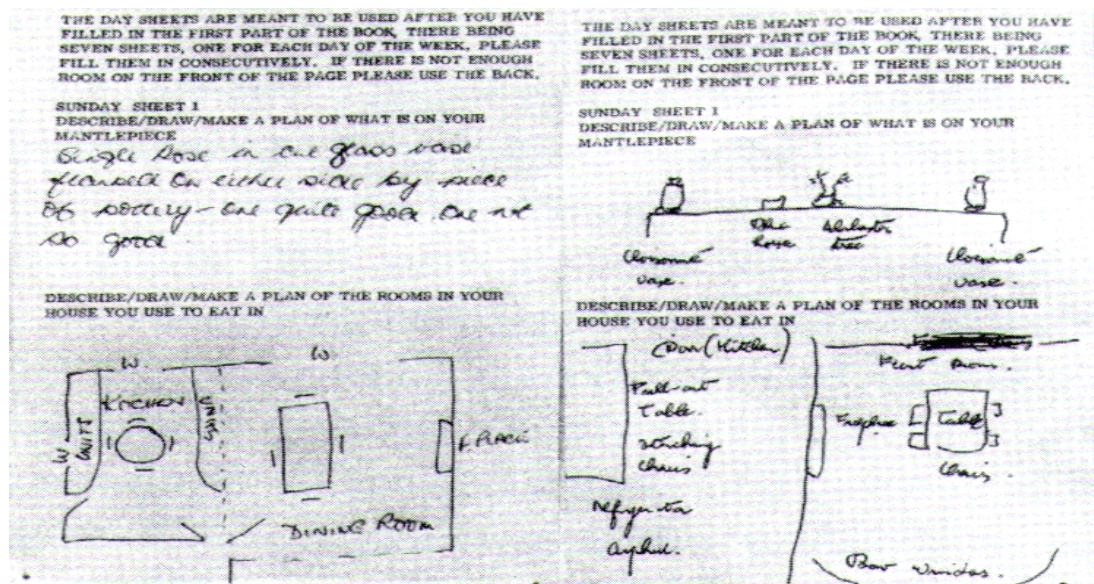 THE DAY SHEETS ARE MEANT TO BE USED AFTER YOU HAVE
FILLED IN THE FIRST PART OF THE BOOK, THERE BEING
SEVEN SHEETS, ONE FOR EACH DAY OF THE WEEK. PLEASE
FILL THEM IN CONSECUTIVELY. IF THERE IS NOT ENOUGH
ROOM ON THE FRONT OF THE PAGE PLEASE USE THE BACK.
SUNDAY SHEET 1
DESCRIBE/DRAW/MAKE A PLAN OF WHAT IS ON YOUR
MANTLEPIECE
Single Rose in one glass vase
flanked on either side by piece
of pottery - one quite good one not
so good.
DESCRIBE/DRAW/MAKE A PLAN OF THE ROOMS IN YOUR
HOUSE YOU USE TO EAT IN
W.
W
KITCHEN
UNITS
W
UNITS
F. PLACE
DINING ROOM
THE DAY SHEETS ARE MEANT TO BE USED AFTER YOU HAVE
FILLED IN THE FIRST PART OF THE BOOK, THERE BEING
SEVEN SHEETS, ONE FOR EACH DAY OF THE WEEK. PLEASE
FILL THEM IN CONSECUTIVELY. IF THERE IS NOT ENOUGH
ROOM ON THE FRONT OF THE PAGE PLEASE USE THE BACK.
SUNDAY SHEET 1
DESCRIBE/DRAW/MAKE A PLAN OF WHAT IS ON YOUR
MANTLEPIECE
Cloisonné
vase.
Horse
Alabaster
tree
Cloisonné
vase.
DESCRIBE/DRAW/MAKE A PLAN OF THE ROOMS IN YOUR
HOUSE YOU USE TO EAT IN
Door (Kitchen)
Pull-out
Table.
Stacking
Chairs
Refrigerator
Front Room.
Fireplace
Table
Chairs.
Bow window.